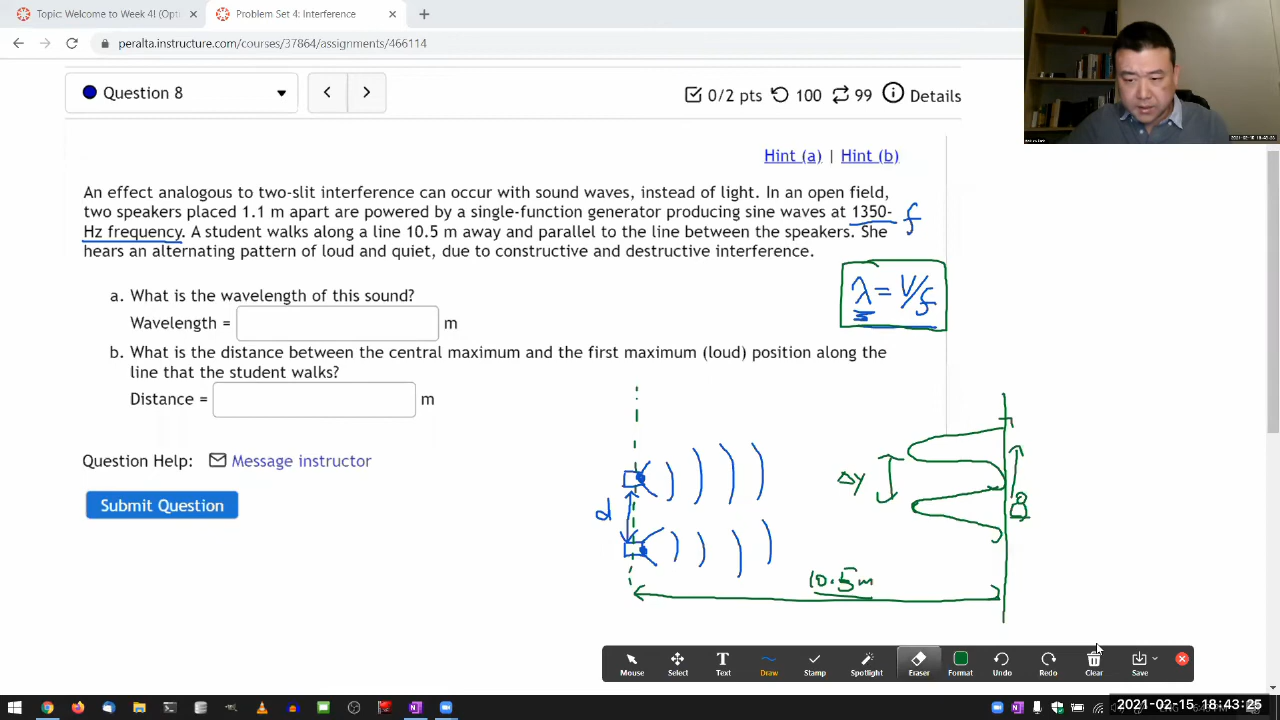 Topic: Welcome to Week 4! (Opti
Problem Set 4: Interference
peralta.instructure.com/courses/37864/assignments/466114
Question 8
0/2 pts 100 99 Details
Hint (a) | Hint (b)
An effect analogous to two-slit interference can occur with sound waves, instead of light. In an open field,
two speakers placed 1.1 m apart are powered by a single-function generator producing sine waves at 1350-
Hz frequency. A student walks along a line 10.5 m away and parallel to the line between the speakers. She
hears an alternating pattern of loud and quiet, due to constructive and destructive interference.
f
λ = V/f
a. What is the wavelength of this sound?
Wavelength = m
b. What is the distance between the central maximum and the first maximum (loud) position along the
line that the student walks?
Distance = m
Question Help: Message instructor
Submit Question
Δy
d
10.5m
Mouse Select Text Draw Stamp Spotlight Eraser Format Undo Redo Clear Save
2021-02-15 18:43:25